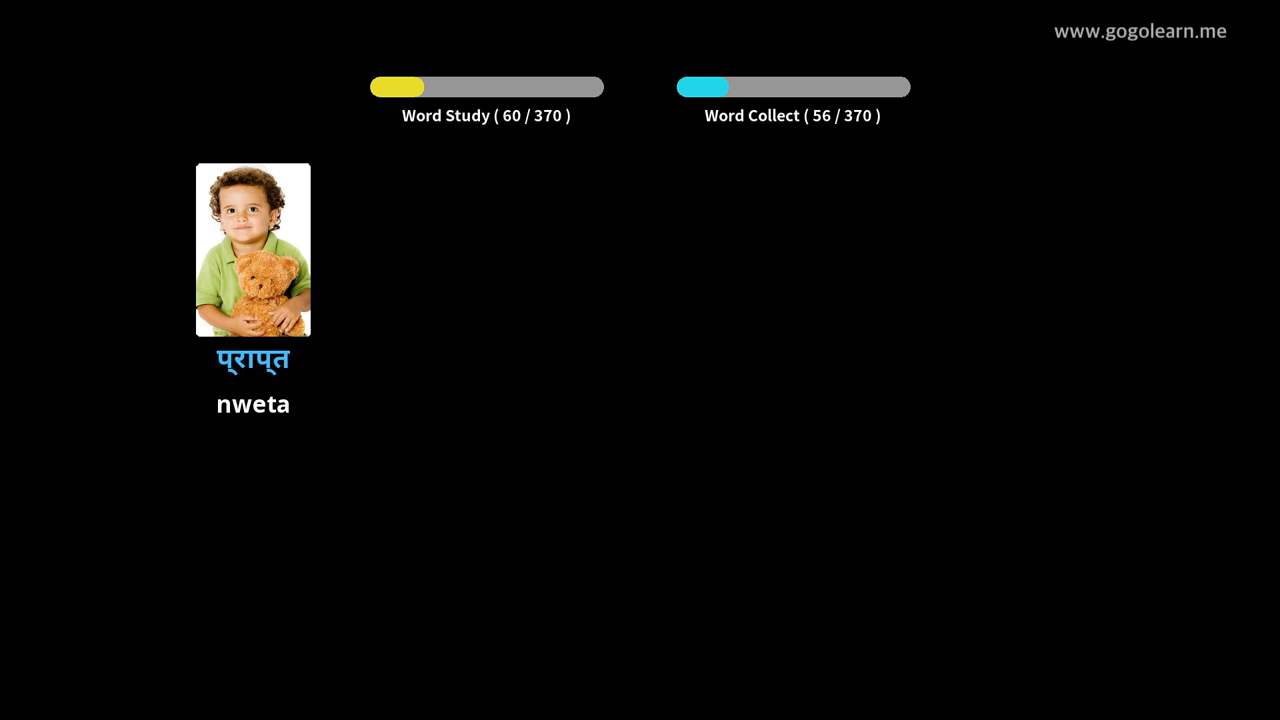 www.gogolearn.me
Word Study ( 60 / 370 )
Word Collect ( 56 / 370 )
प्राप्त
nweta